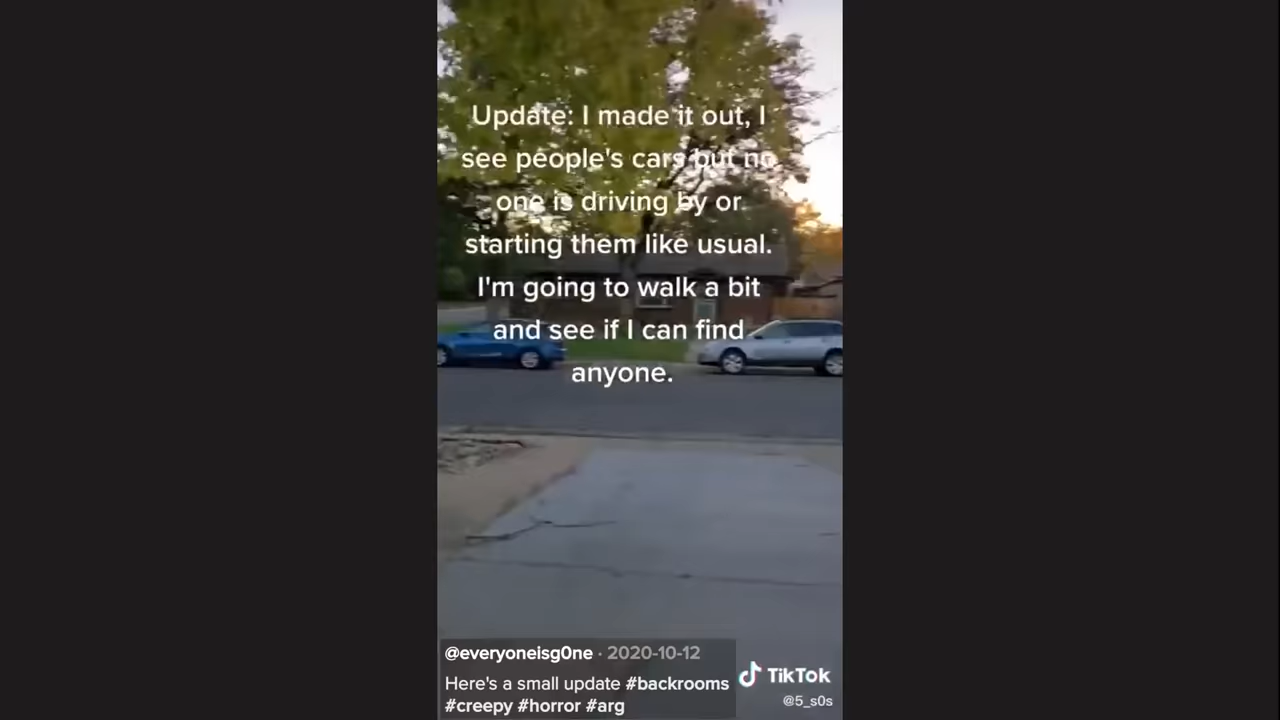 Update: I made it out, I
see people's cars but no
one is driving by or
starting them like usual.
I'm going to walk a bit
and see if I can find
anyone.
@everyoneisg0ne · 2020-10-12
Here's a small update #backrooms
#creepy #horror #arg
TikTok
@5_s0s